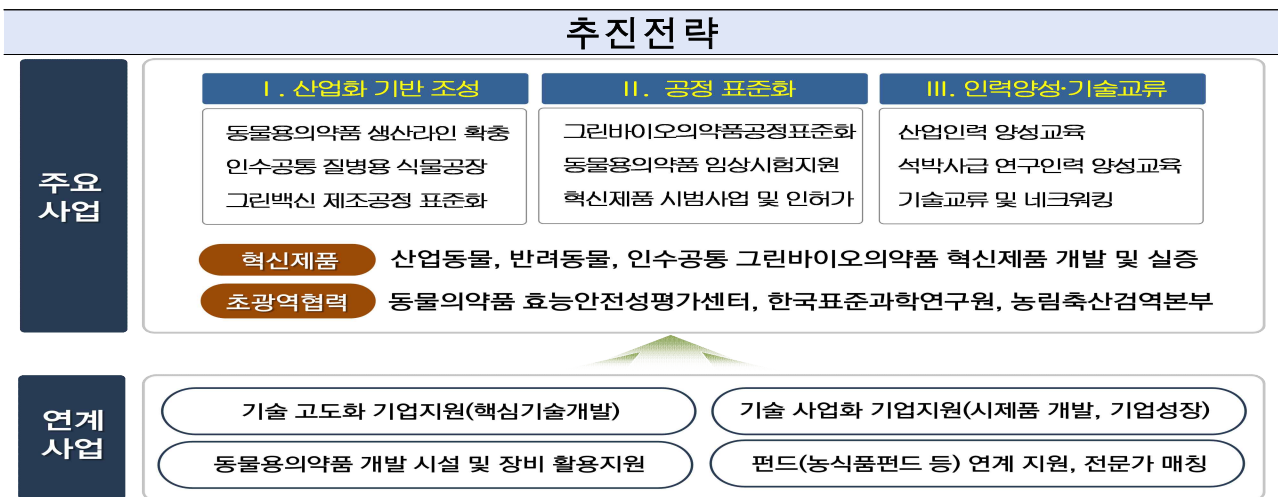 추진전략
주요
사업
Ⅰ. 산업화 기반 조성
동물용의약품 생산라인 확충
인수공통 질병용 식물공장
그린백신 제조공정 표준화
Ⅱ. 공정 표준화
그린바이오의약품공정표준화
동물용의약품 임상시험지원
혁신제품 시범사업 및 인허가
Ⅲ. 인력양성·기술교류
산업인력 양성교육
석박사급 연구인력 양성교육
기술교류 및 네크워킹
혁신제품 산업동물, 반려동물, 인수공통 그린바이오의약품 혁신제품 개발 및 실증
초광역협력 동물의약품 효능안전성평가센터, 한국표준과학연구원, 농림축산검역본부
연계
사업
기술 고도화 기업지원(핵심기술개발)
기술 사업화 기업지원(시제품 개발, 기업성장)
동물용의약품 개발 시설 및 장비 활용지원
펀드(농식품펀드 등) 연계 지원, 전문가 매칭